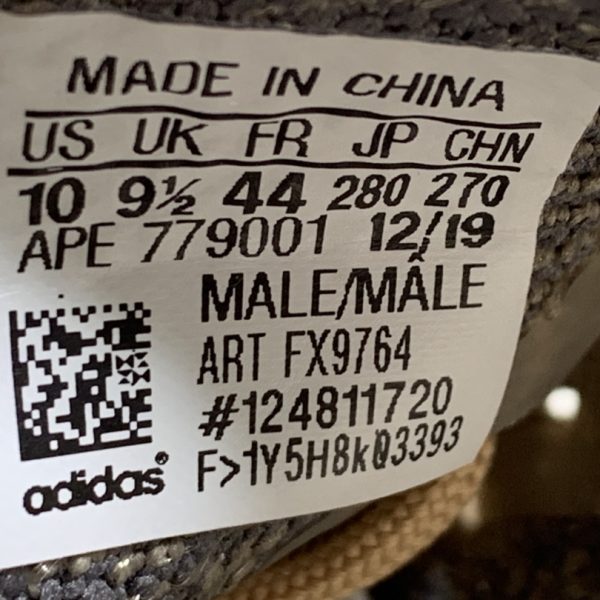 MADE IN CHINA
US UK FR JP CHN
10 9½ 44 280 270
APE 779001 12/19
MALE/MÂLE
ART FX9764
#124811720
F>1Y5H8kQ3393
adidas®